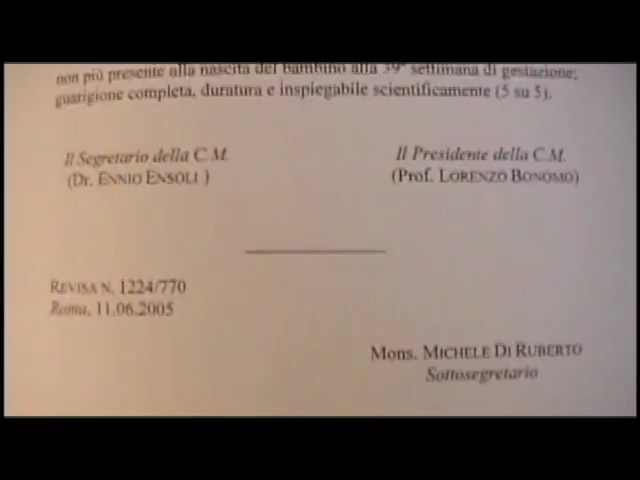 non più presente alla nascita del bambino alla 39ª settimana di gestazione;
guarigione completa, duratura e inspiegabile scientificamente (5 su 5).
Il Segretario della C.M.
(Dr. ENNIO ENSOLI )
Il Presidente della C.M.
(Prof. LORENZO BONOMO)
REVISA N. 1224/770
Roma, 11.06.2005
Mons. MICHELE DI RUBERTO
Sottosegretario